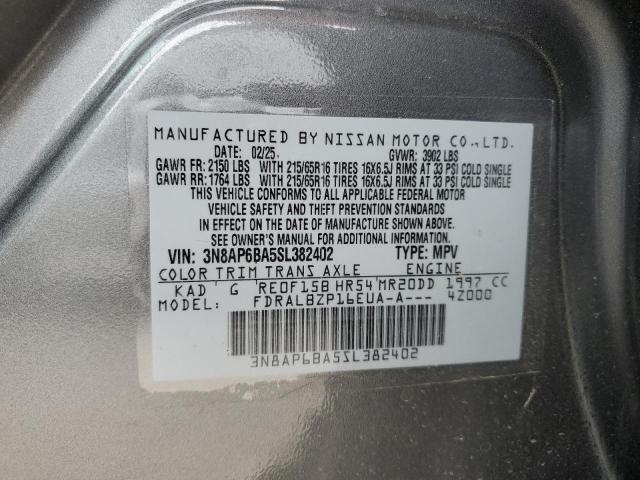 MANUFACTURED BY NISSAN MOTOR CO., LTD.
DATE: 02/25 GVWR: 3902 LBS
GAWR FR: 2150 LBS WITH 215/65R16 TIRES 16X6.5J RIMS AT 33 PSI COLD SINGLE
GAWR RR: 1764 LBS WITH 215/65R16 TIRES 16X6.5J RIMS AT 33 PSI COLD SINGLE
THIS VEHICLE CONFORMS TO ALL APPLICABLE FEDERAL MOTOR
VEHICLE SAFETY AND THEFT PREVENTION STANDARDS
IN EFFECT ON THE DATE OF MANUFACTURE SHOWN ABOVE.
SEE OWNER'S MANUAL FOR ADDITIONAL INFORMATION
VIN: 3N8AP6BA5SL382402 TYPE: MPV
COLOR TRIM TRANS AXLE ENGINE
KAD G RE0F15B HR54 MR20DD 1997 CC
MODEL: FDRALBZP16EUA-A--- 4Z000
3N8AP6BA5SL382402